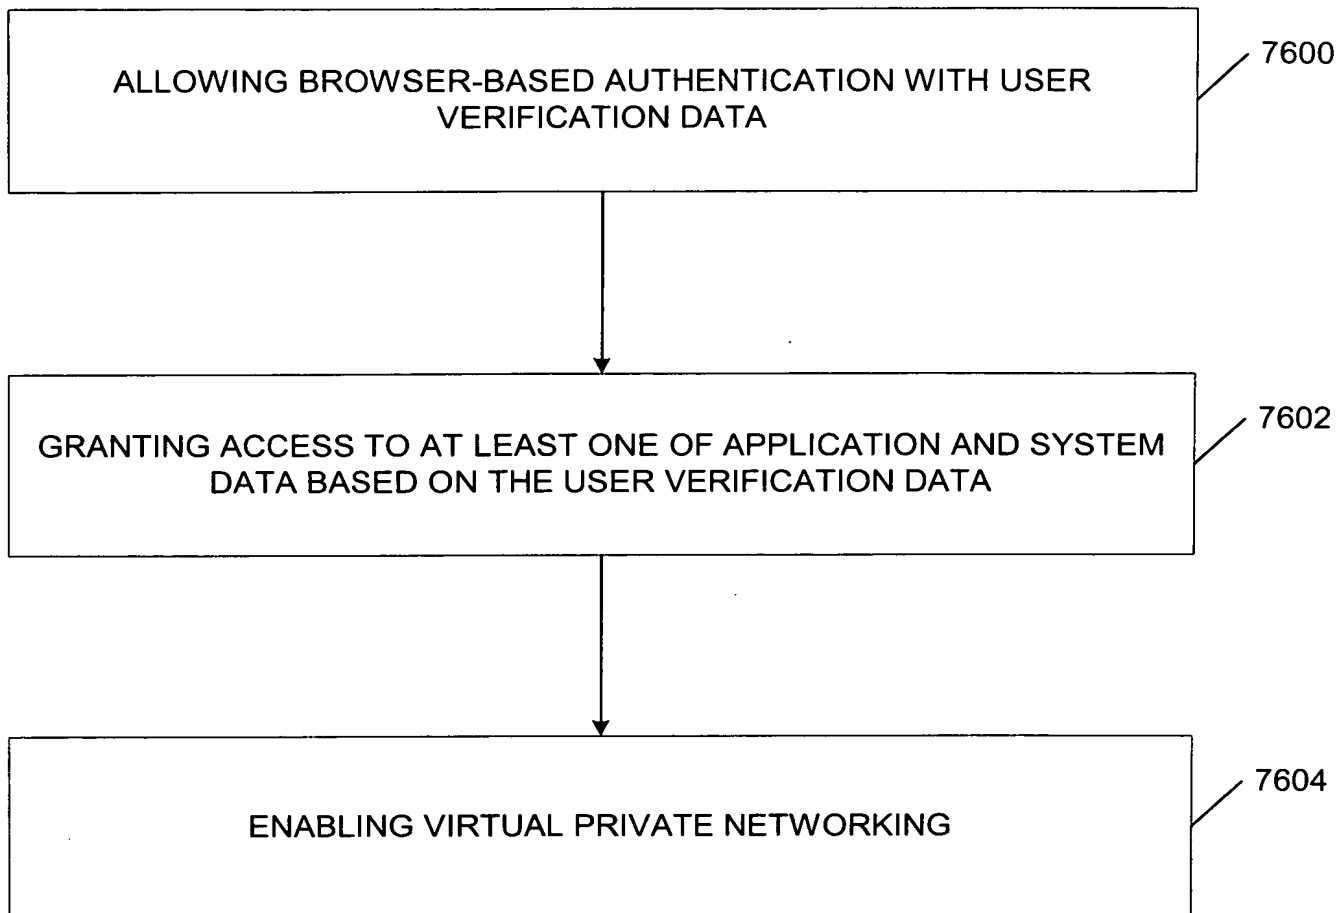 ALLOWING BROWSER-BASED AUTHENTICATION WITH USER
VERIFICATION DATA
7600
GRANTING ACCESS TO AT LEAST ONE OF APPLICATION AND SYSTEM
DATA BASED ON THE USER VERIFICATION DATA
7602
ENABLING VIRTUAL PRIVATE NETWORKING
7604